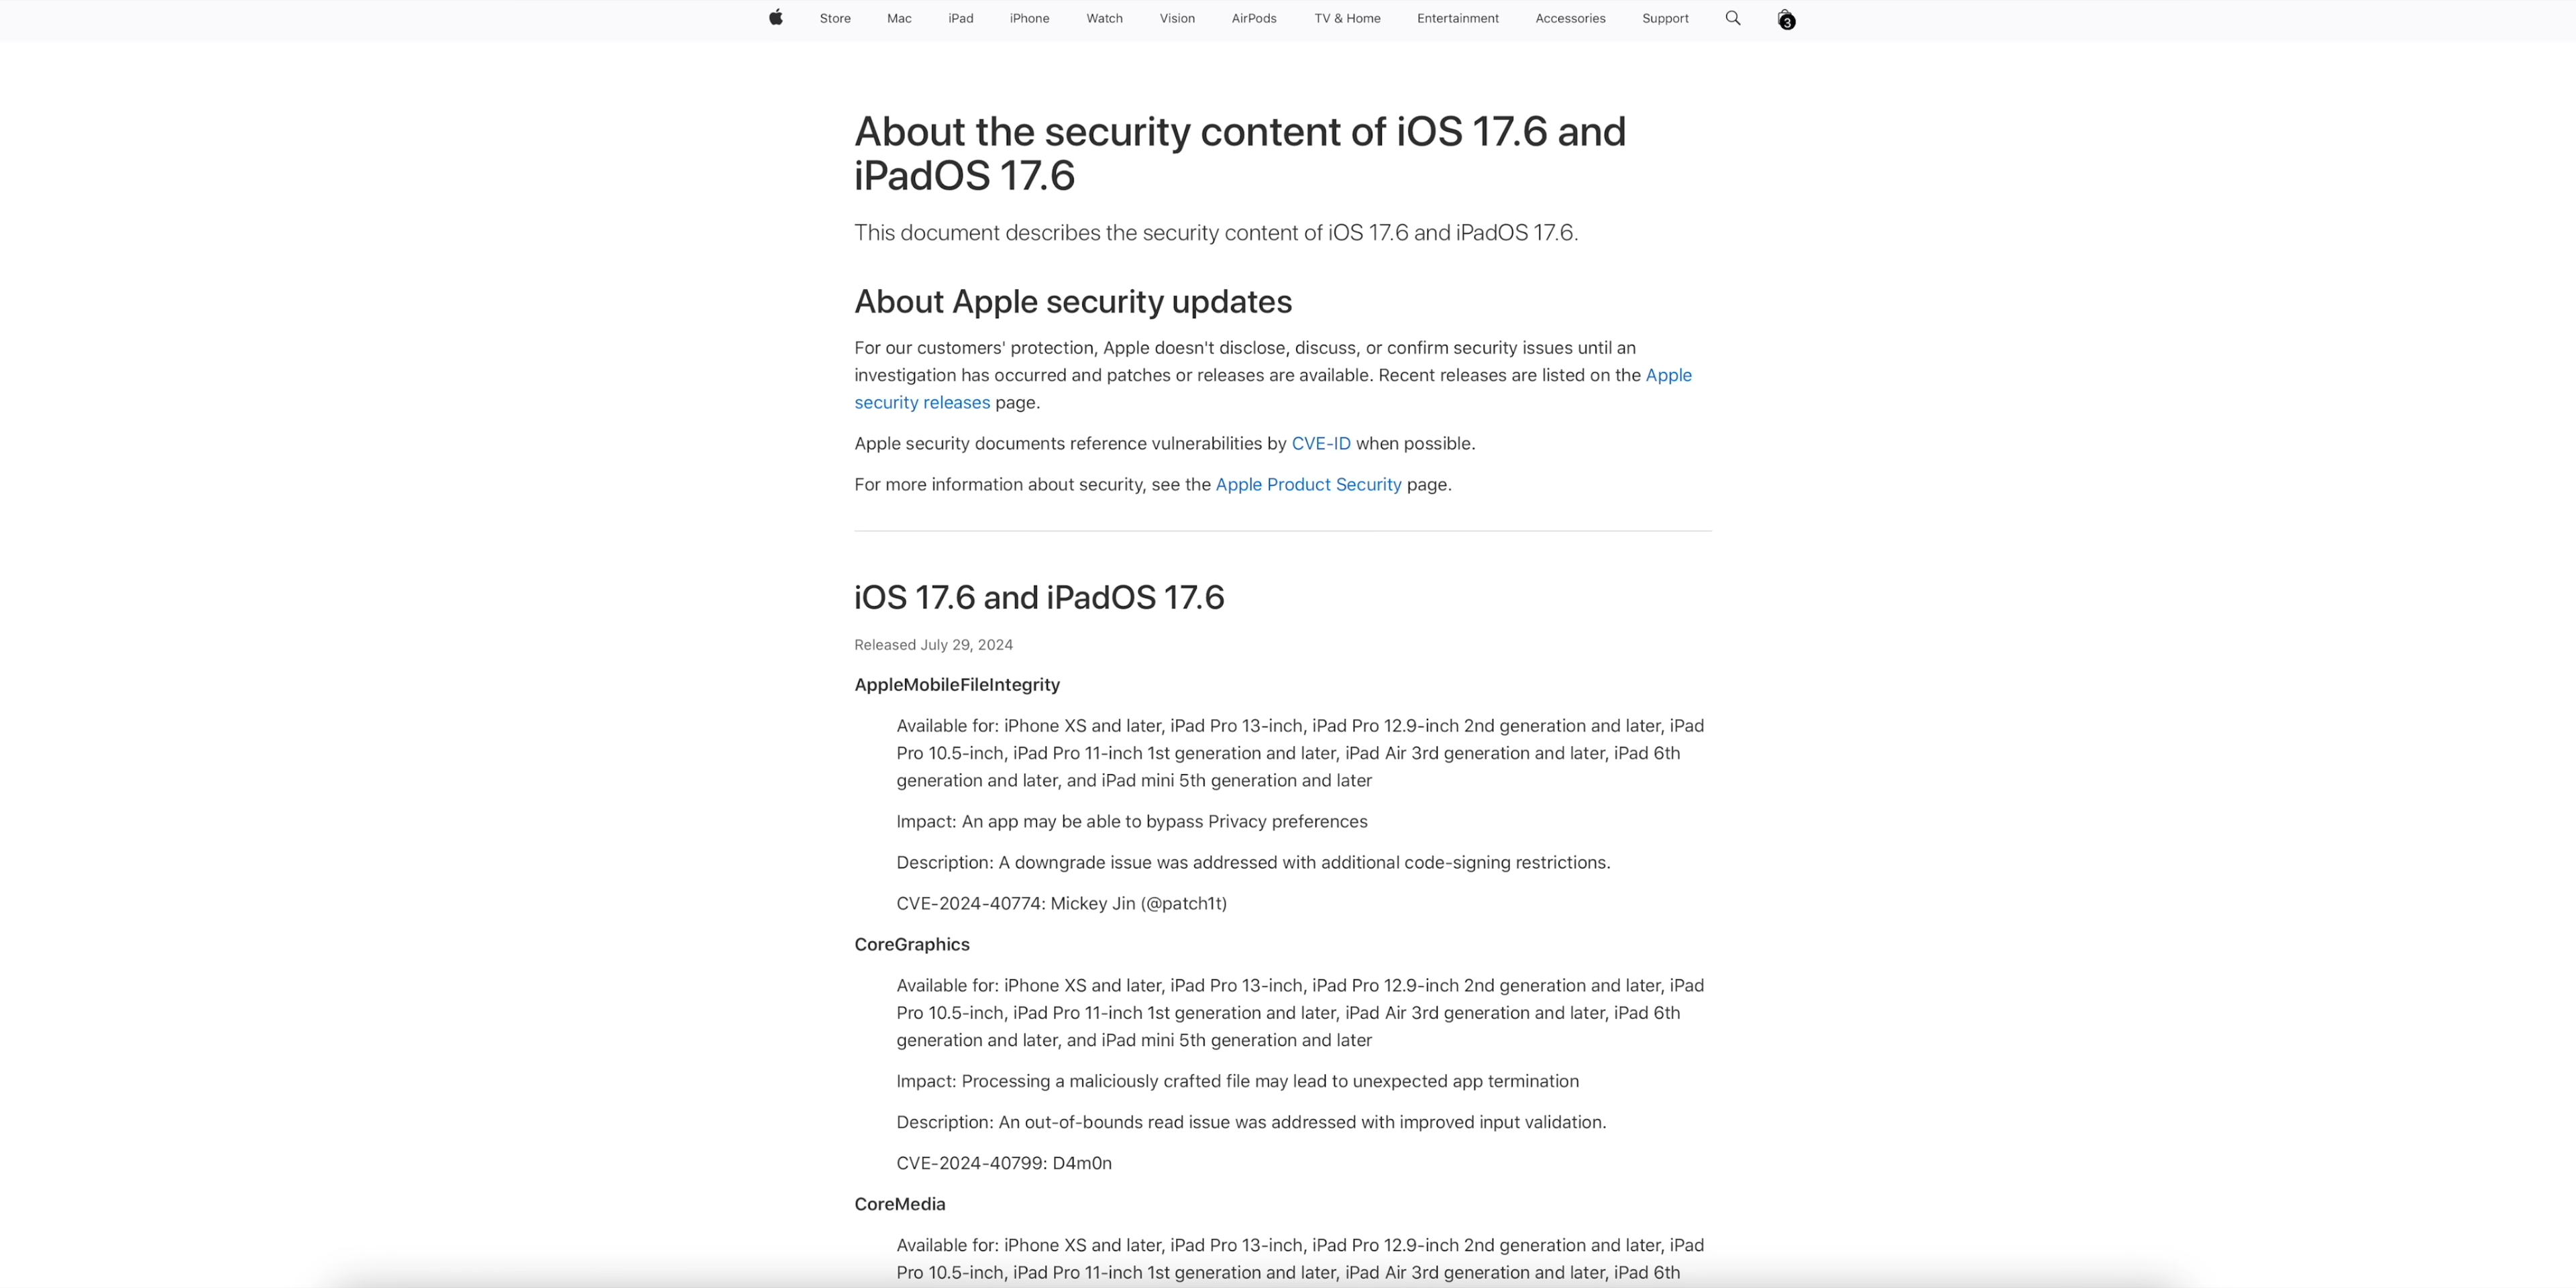 Store Mac iPad iPhone Watch Vision AirPods TV & Home Entertainment Accessories Support 3
About the security content of iOS 17.6 and
iPadOS 17.6
This document describes the security content of iOS 17.6 and iPadOS 17.6.
About Apple security updates
For our customers' protection, Apple doesn't disclose, discuss, or confirm security issues until an
investigation has occurred and patches or releases are available. Recent releases are listed on the Apple
security releases page.
Apple security documents reference vulnerabilities by CVE-ID when possible.
For more information about security, see the Apple Product Security page.
iOS 17.6 and iPadOS 17.6
Released July 29, 2024
AppleMobileFileIntegrity
Available for: iPhone XS and later, iPad Pro 13-inch, iPad Pro 12.9-inch 2nd generation and later, iPad
Pro 10.5-inch, iPad Pro 11-inch 1st generation and later, iPad Air 3rd generation and later, iPad 6th
generation and later, and iPad mini 5th generation and later
Impact: An app may be able to bypass Privacy preferences
Description: A downgrade issue was addressed with additional code-signing restrictions.
CVE-2024-40774: Mickey Jin (@patch1t)
CoreGraphics
Available for: iPhone XS and later, iPad Pro 13-inch, iPad Pro 12.9-inch 2nd generation and later, iPad
Pro 10.5-inch, iPad Pro 11-inch 1st generation and later, iPad Air 3rd generation and later, iPad 6th
generation and later, and iPad mini 5th generation and later
Impact: Processing a maliciously crafted file may lead to unexpected app termination
Description: An out-of-bounds read issue was addressed with improved input validation.
CVE-2024-40799: D4m0n
CoreMedia
Available for: iPhone XS and later, iPad Pro 13-inch, iPad Pro 12.9-inch 2nd generation and later, iPad
Pro 10.5-inch, iPad Pro 11-inch 1st generation and later, iPad Air 3rd generation and later, iPad 6th